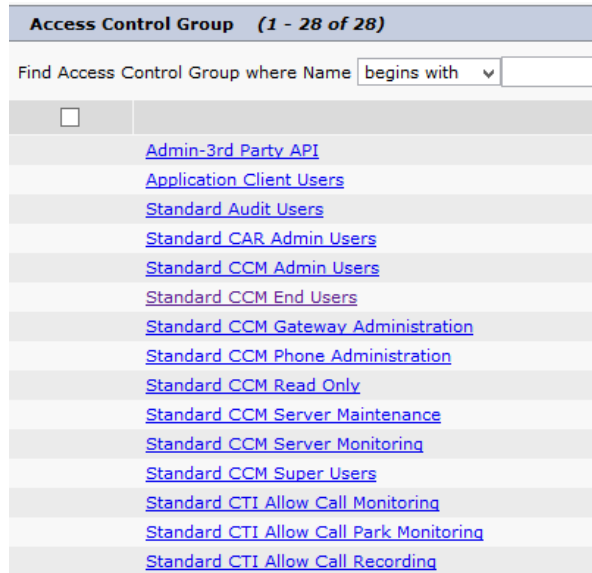 Access Control Group (1 - 28 of 28)
Find Access Control Group where Name begins with
Admin-3rd Party API
Application Client Users
Standard Audit Users
Standard CAR Admin Users
Standard CCM Admin Users
Standard CCM End Users
Standard CCM Gateway Administration
Standard CCM Phone Administration
Standard CCM Read Only
Standard CCM Server Maintenance
Standard CCM Server Monitoring
Standard CCM Super Users
Standard CTI Allow Call Monitoring
Standard CTI Allow Call Park Monitoring
Standard CTI Allow Call Recording